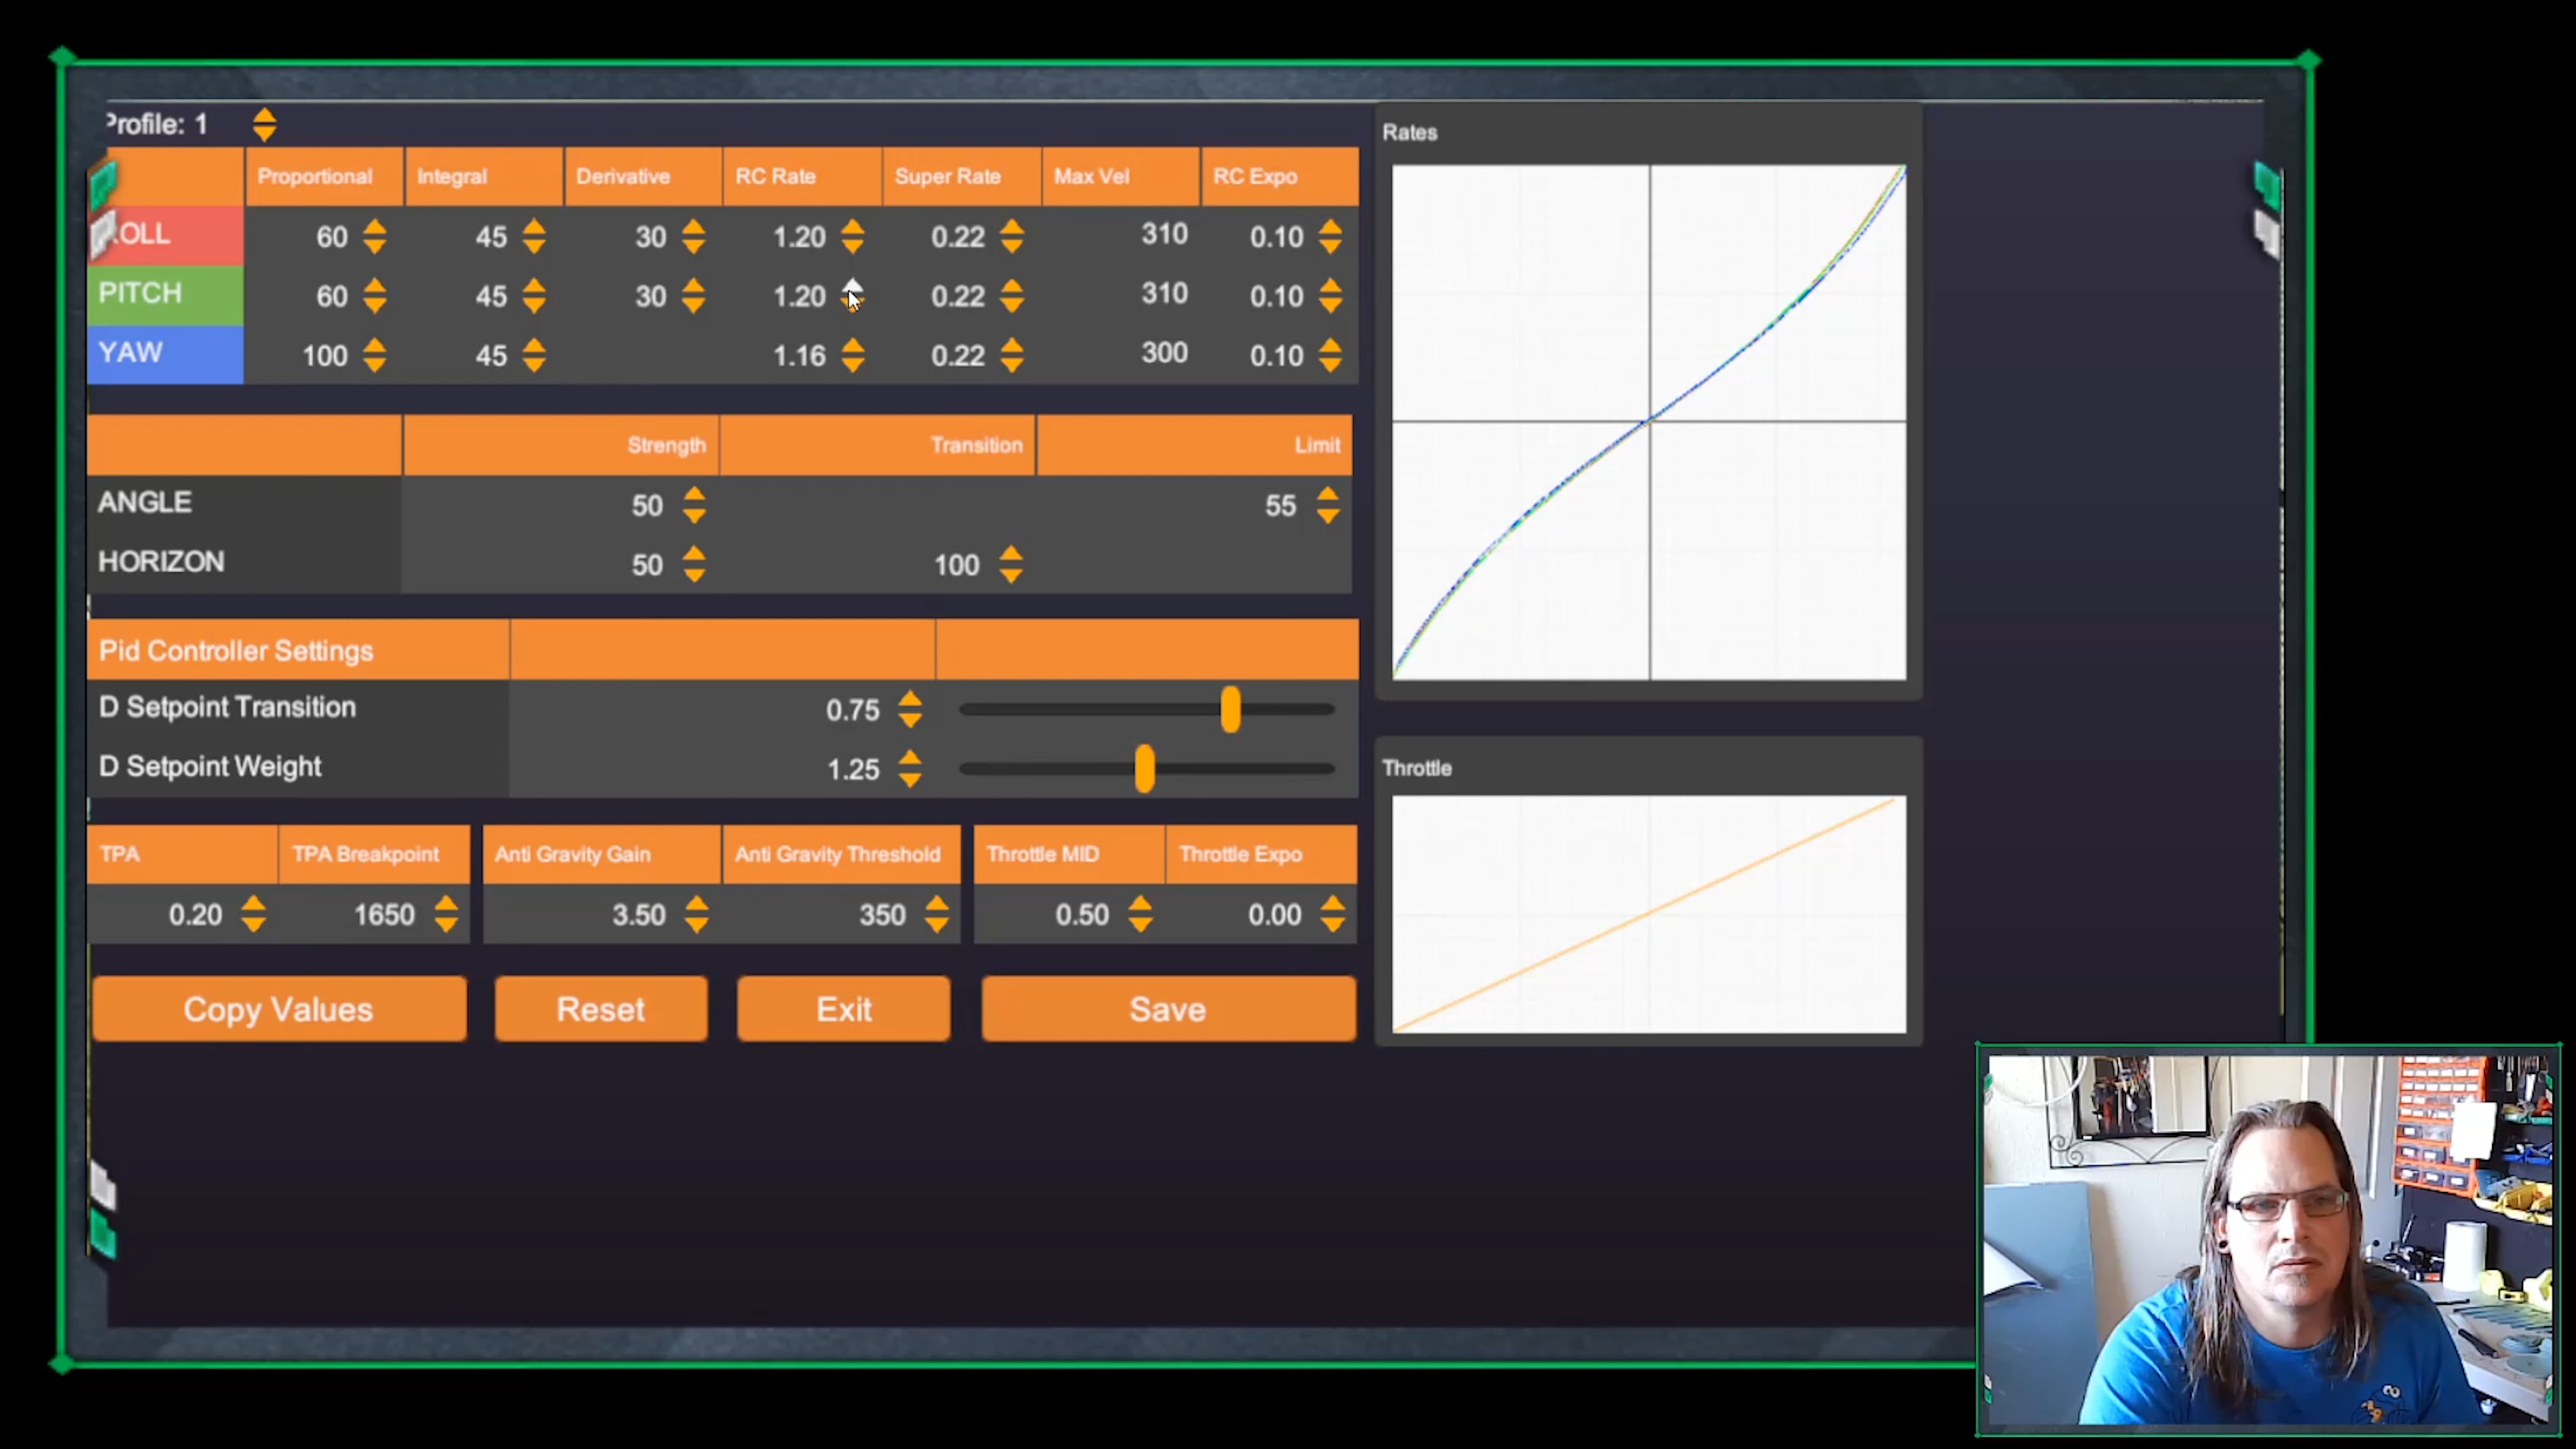 Profile: 1
Proportional Integral Derivative RC Rate Super Rate Max Vel RC Expo
ROLL 60 45 30 1.20 0.22 310 0.10
PITCH 60 45 30 1.20 0.22 310 0.10
YAW 100 45 1.16 0.22 300 0.10
Strength Transition Limit
ANGLE 50 55
HORIZON 50 100
Pid Controller Settings
D Setpoint Transition 0.75
D Setpoint Weight 1.25
TPA TPA Breakpoint Anti Gravity Gain Anti Gravity Threshold Throttle MID Throttle Expo
0.20 1650 3.50 350 0.50 0.00
Copy Values Reset Exit Save
Rates
Throttle